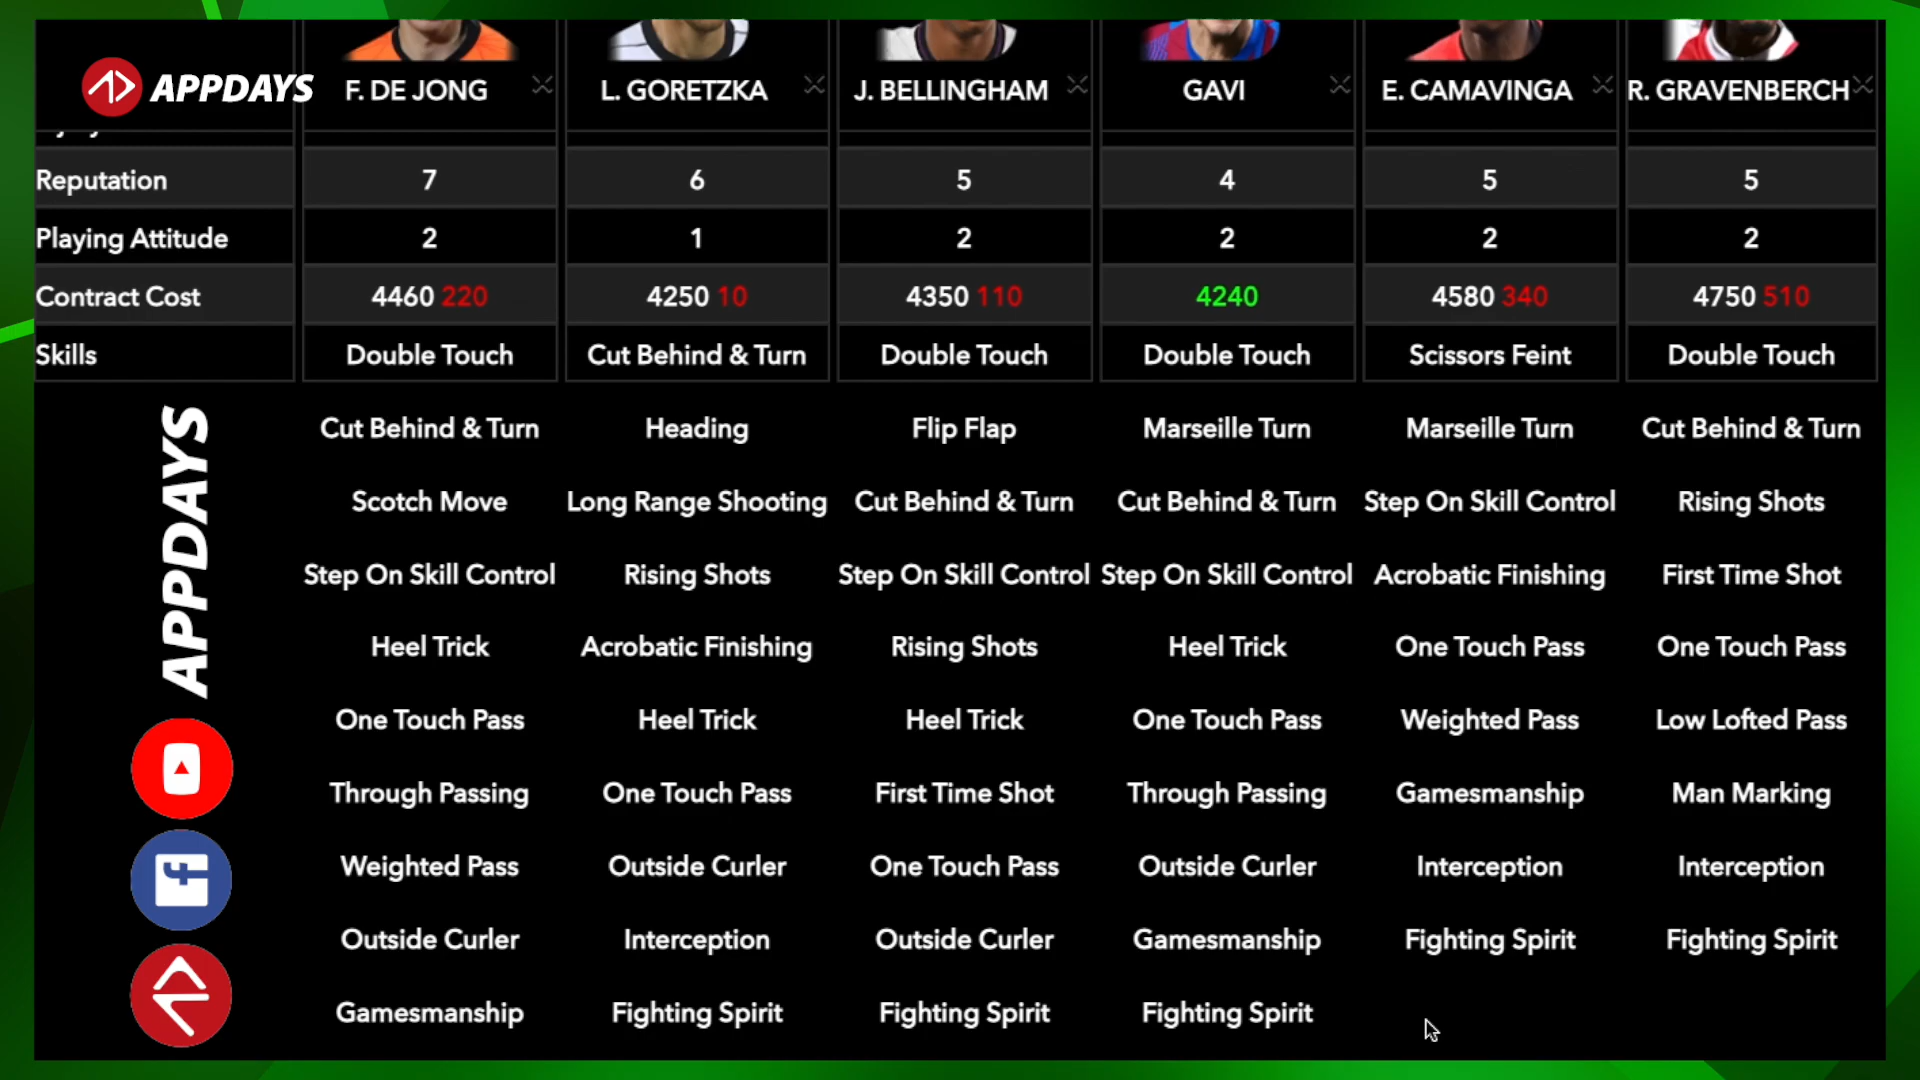 APPDAYS F. DE JONG L. GORETZKA J. BELLINGHAM GAVI E. CAMAVINGA R. GRAVENBERCH
Reputation 7 6 5 4 5 5
Playing Attitude 2 1 2 2 2 2
Contract Cost 4460 220 4250 10 4350 110 4240 4580 340 4750 510
Skills Double Touch Cut Behind & Turn Double Touch Double Touch Scissors Feint Double Touch
Cut Behind & Turn Heading Flip Flap Marseille Turn Marseille Turn Cut Behind & Turn
Scotch Move Long Range Shooting Cut Behind & Turn Cut Behind & Turn Step On Skill Control Rising Shots
Step On Skill Control Rising Shots Step On Skill Control Step On Skill Control Acrobatic Finishing First Time Shot
Heel Trick Acrobatic Finishing Rising Shots Heel Trick One Touch Pass One Touch Pass
One Touch Pass Heel Trick Heel Trick One Touch Pass Weighted Pass Low Lofted Pass
Through Passing One Touch Pass First Time Shot Through Passing Gamesmanship Man Marking
Weighted Pass Outside Curler One Touch Pass Outside Curler Interception Interception
Outside Curler Interception Outside Curler Gamesmanship Fighting Spirit Fighting Spirit
Gamesmanship Fighting Spirit Fighting Spirit Fighting Spirit
APPDAYS
f